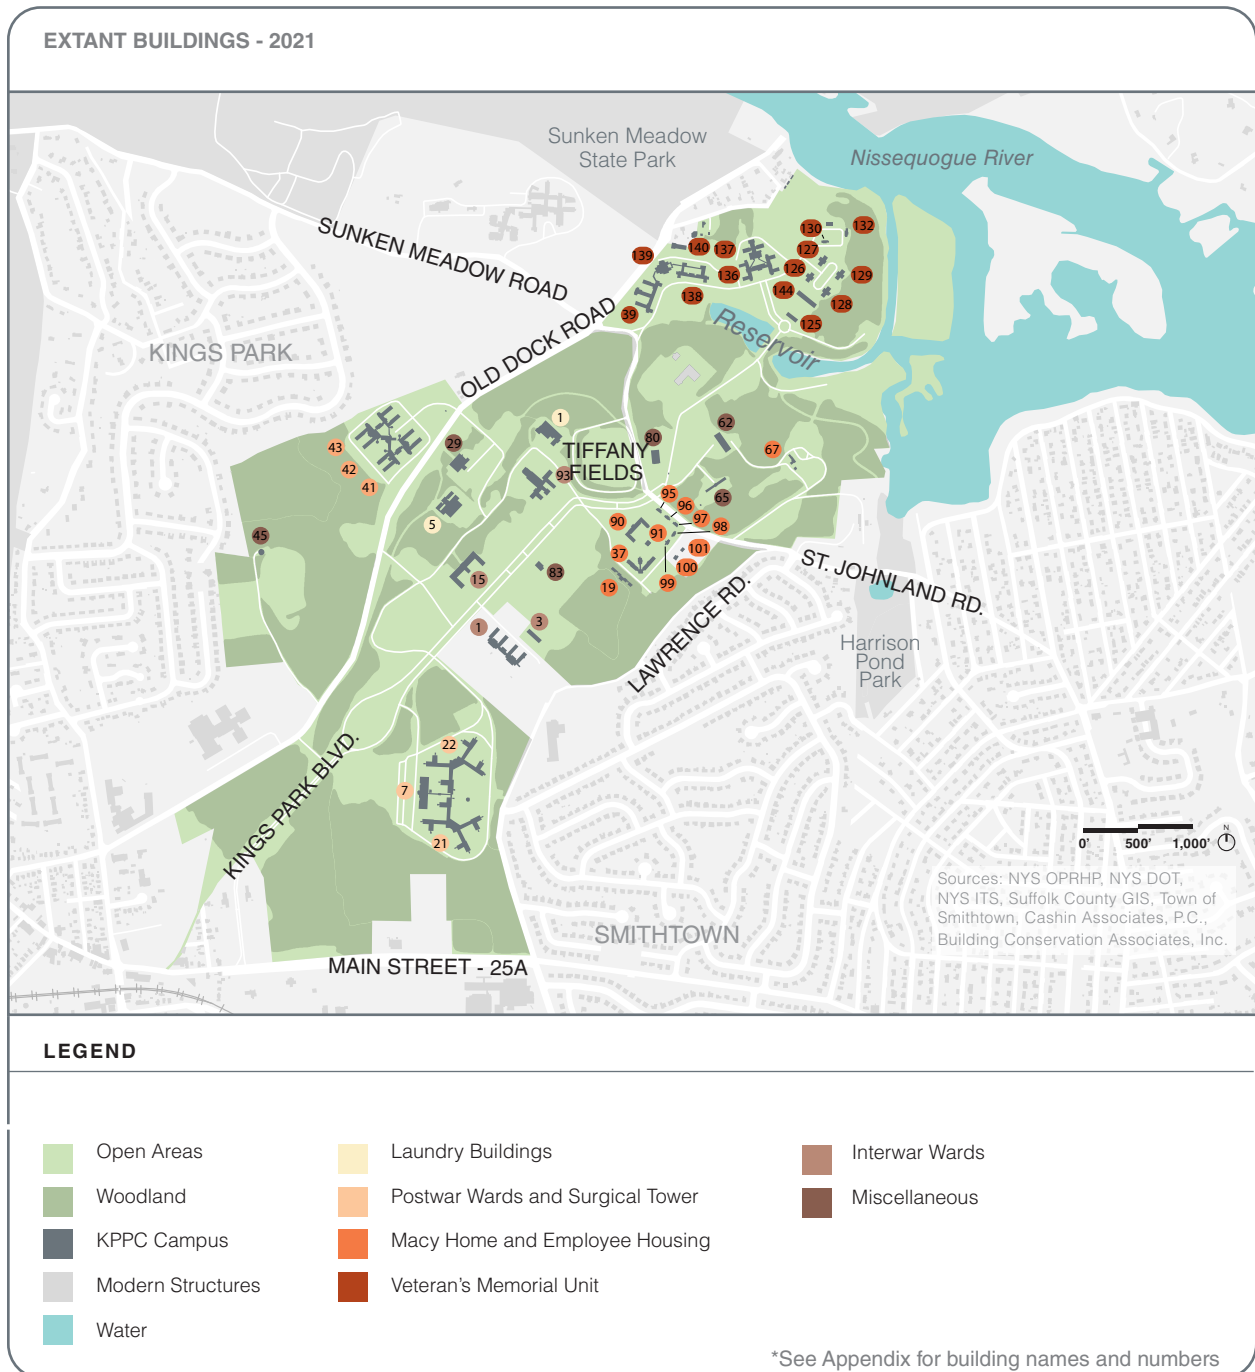 EXTANT BUILDINGS - 2021
Sunken Meadow
State Park
Nissequogue River
SUNKEN MEADOW ROAD
130
132
139
140
137
127
136
126
129
144
138
128
39
125
Reservoir
KINGS PARK
OLD DOCK ROAD
1
62
43
29
TIFFANY
FIELDS
80
67
42
93
41
95
65
96
5
90
97
91
98
45
37
101
ST. JOHNLAND RD.
15
83
100
19
99
LAWRENCE RD.
1
3
Harrison
Pond
Park
22
KINGS PARK BLVD.
7
21
N
0'
500'
1,000'
Sources: NYS OPRHP, NYS DOT,
NYS ITS, Suffolk County GIS, Town of
Smithtown, Cashin Associates, P.C.,
Building Conservation Associates, Inc.
SMITHTOWN
MAIN STREET - 25A
LEGEND
Open Areas
Woodland
KPPC Campus
Modern Structures
Water
Laundry Buildings
Postwar Wards and Surgical Tower
Macy Home and Employee Housing
Veteran's Memorial Unit
Interwar Wards
Miscellaneous
*See Appendix for building names and numbers